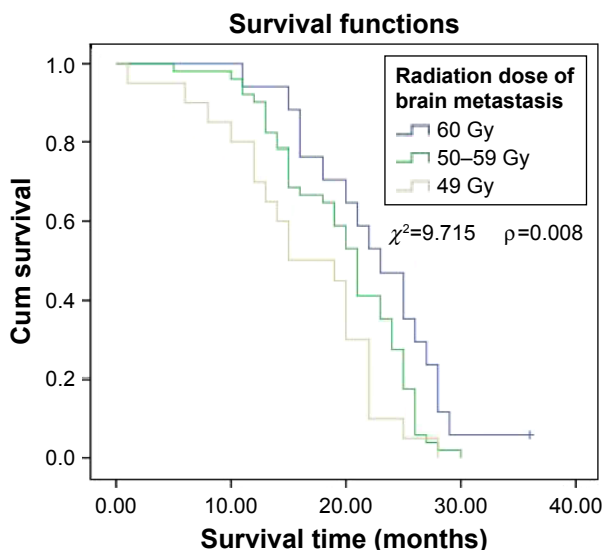 Survival functions
1.0
0.8
0.6
0.4
0.2
0.0
Cum survival
Radiation dose of
brain metastasis
60 Gy
50–59 Gy
49 Gy
χ²=9.715 ρ=0.008
0.00 10.00 20.00 30.00 40.00
Survival time (months)